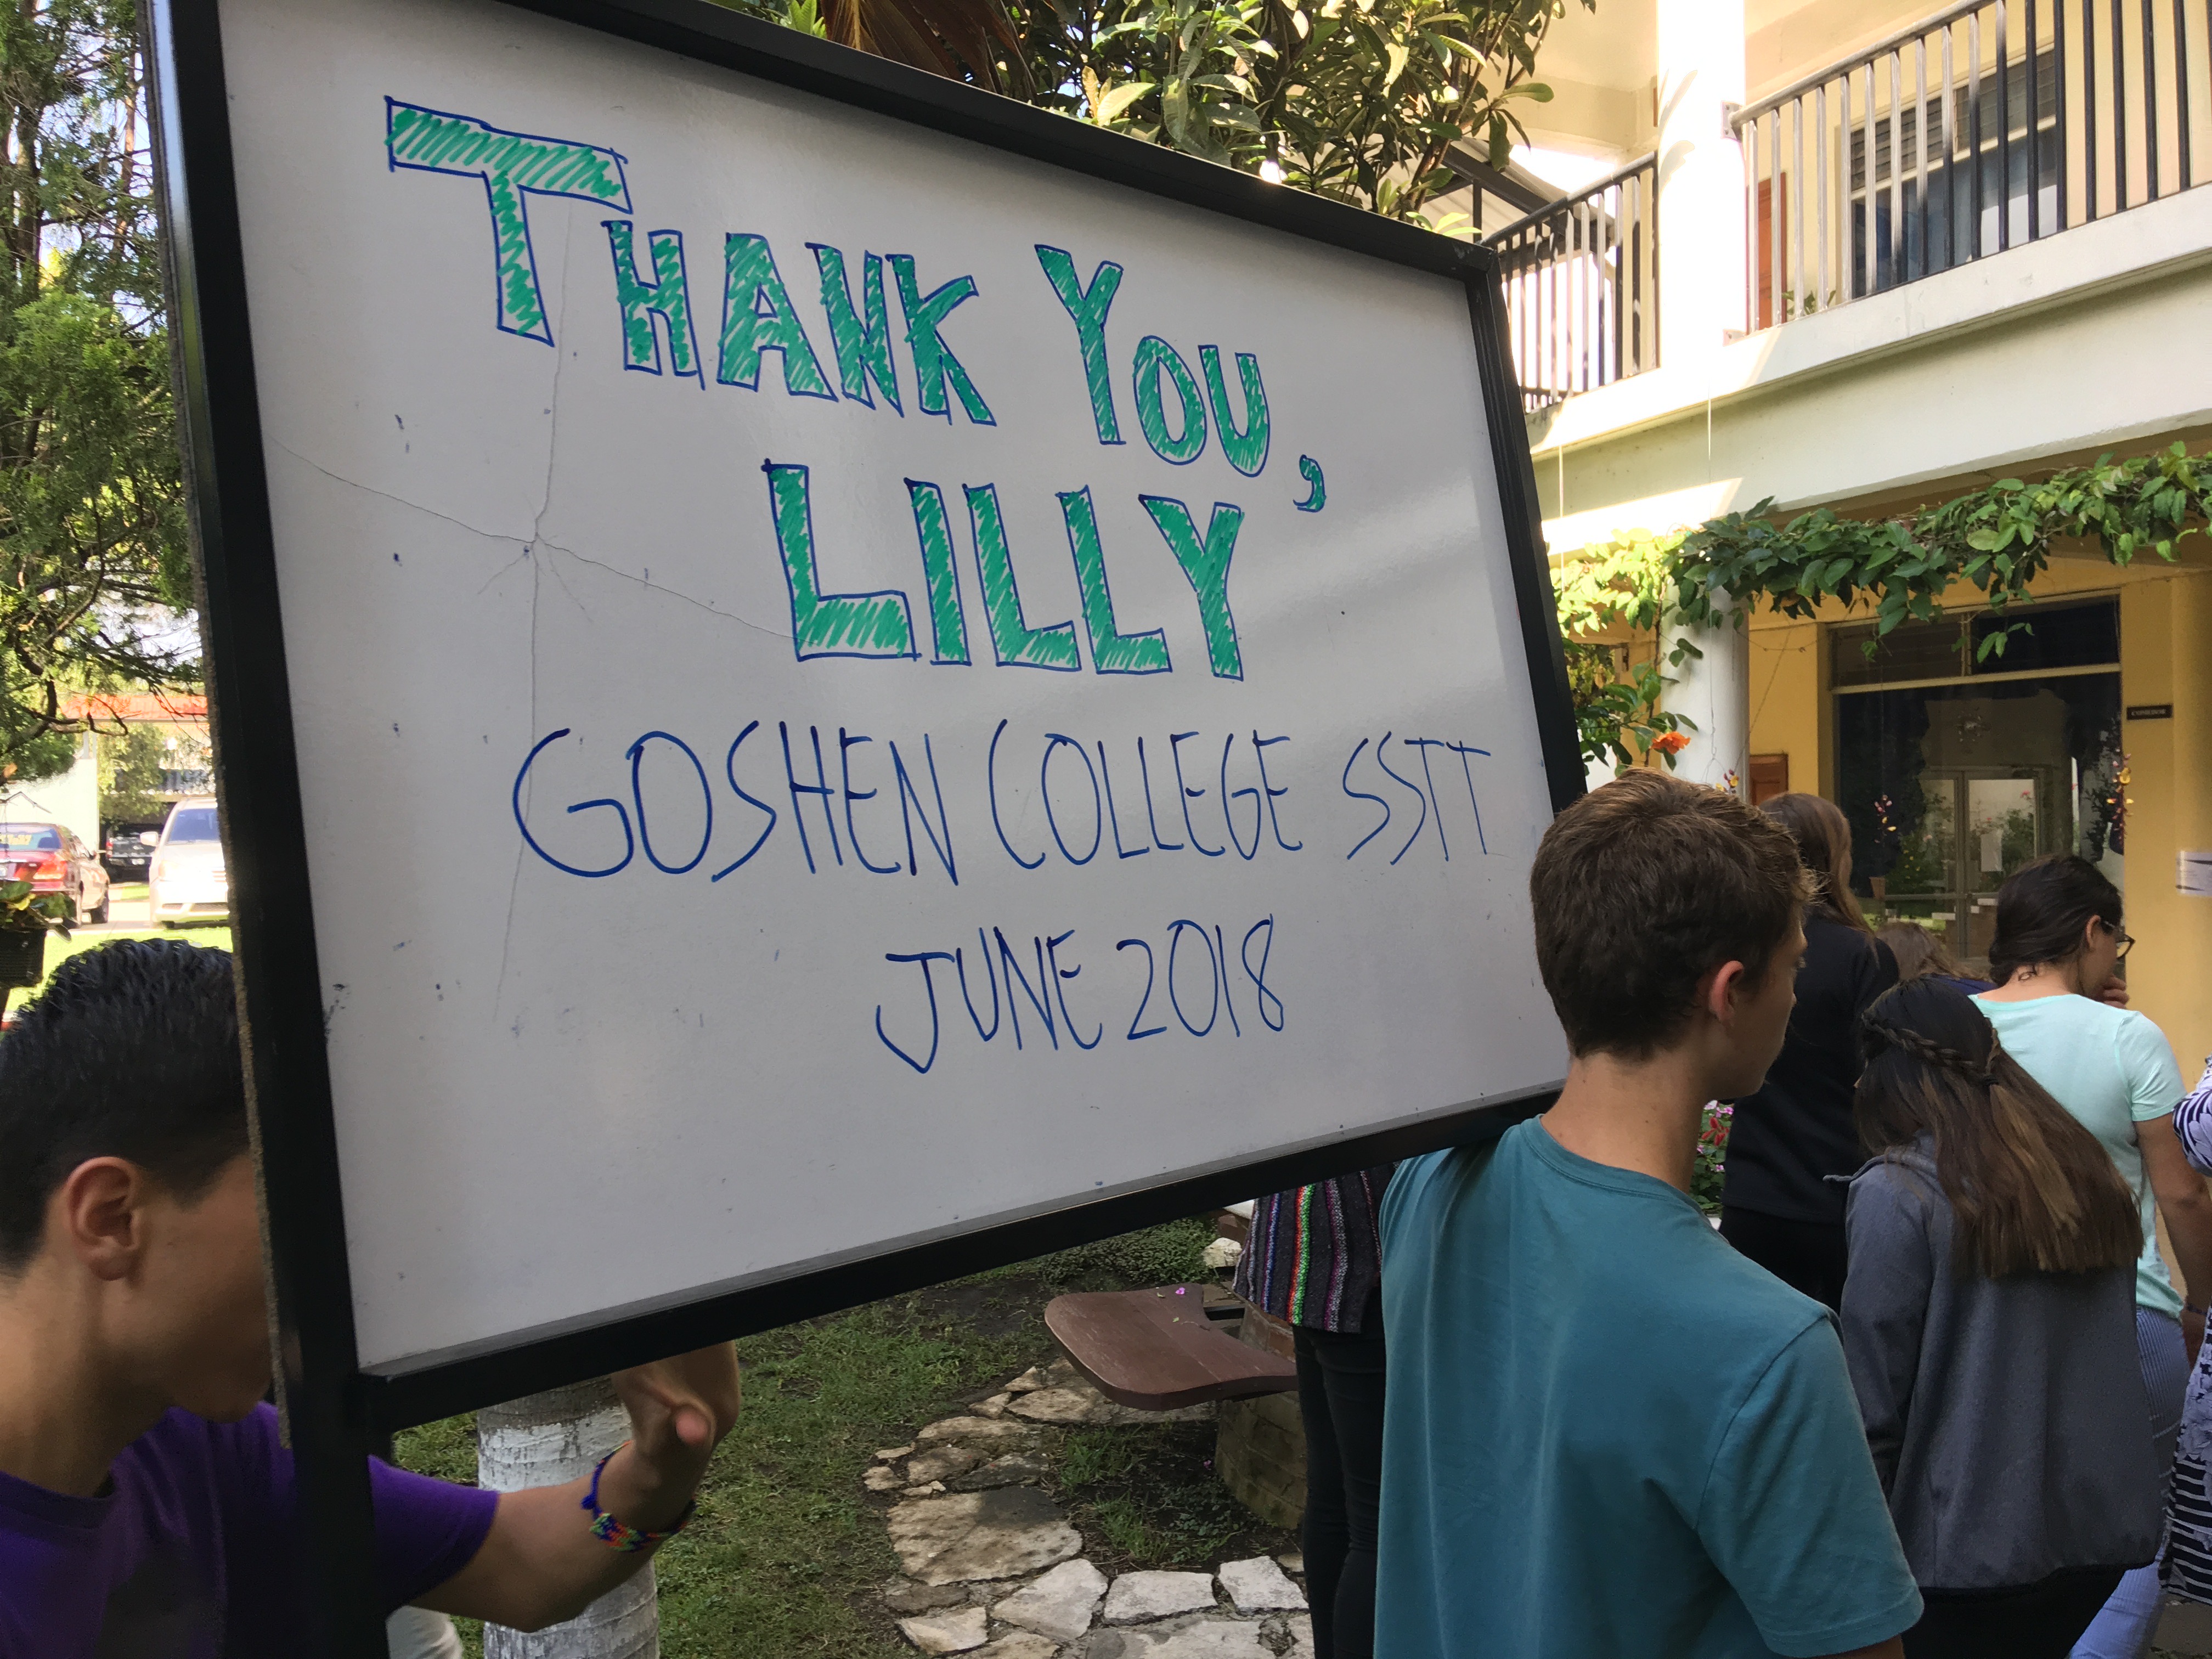 THANK YOU,
LILLY
GOSHEN COLLEGE SSTT
JUNE 2018